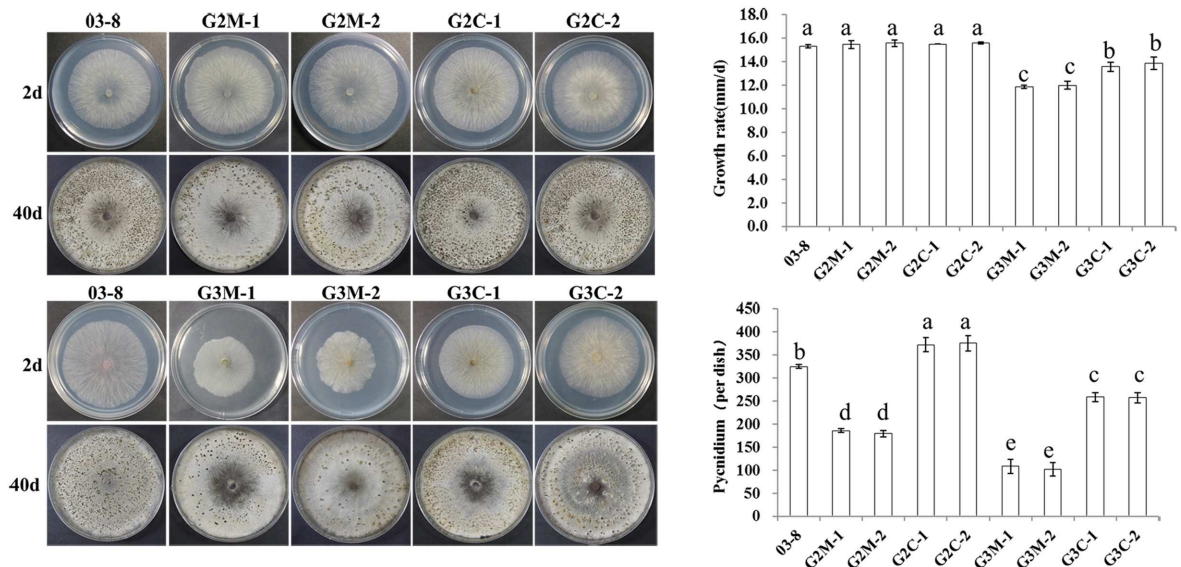 03-8 G2M-1 G2M-2 G2C-1 G2C-2
2d
40d
03-8 G3M-1 G3M-2 G3C-1 G3C-2
2d
40d
Growth rate(mm/d)
18.0
16.0
14.0
12.0
10.0
8.0
6.0
4.0
2.0
0.0
a a a a a c c b b
03-8 G2M-1 G2M-2 G2C-1 G2C-2 G3M-1 G3M-2 G3C-1 G3C-2
Pycnidium (per dish)
450
400
350
300
250
200
150
100
50
0
b d d a a e e c c
03-8 G2M-1 G2M-2 G2C-1 G2C-2 G3M-1 G3M-2 G3C-1 G3C-2